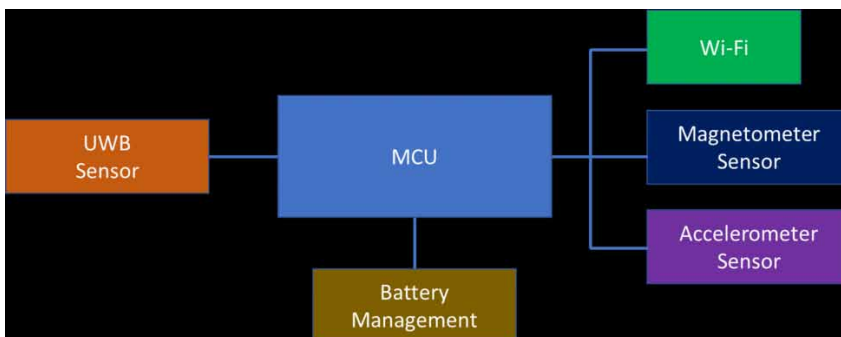 Wi-Fi
UWB
Sensor
MCU
Magnetometer
Sensor
Accelerometer
Sensor
Battery
Management